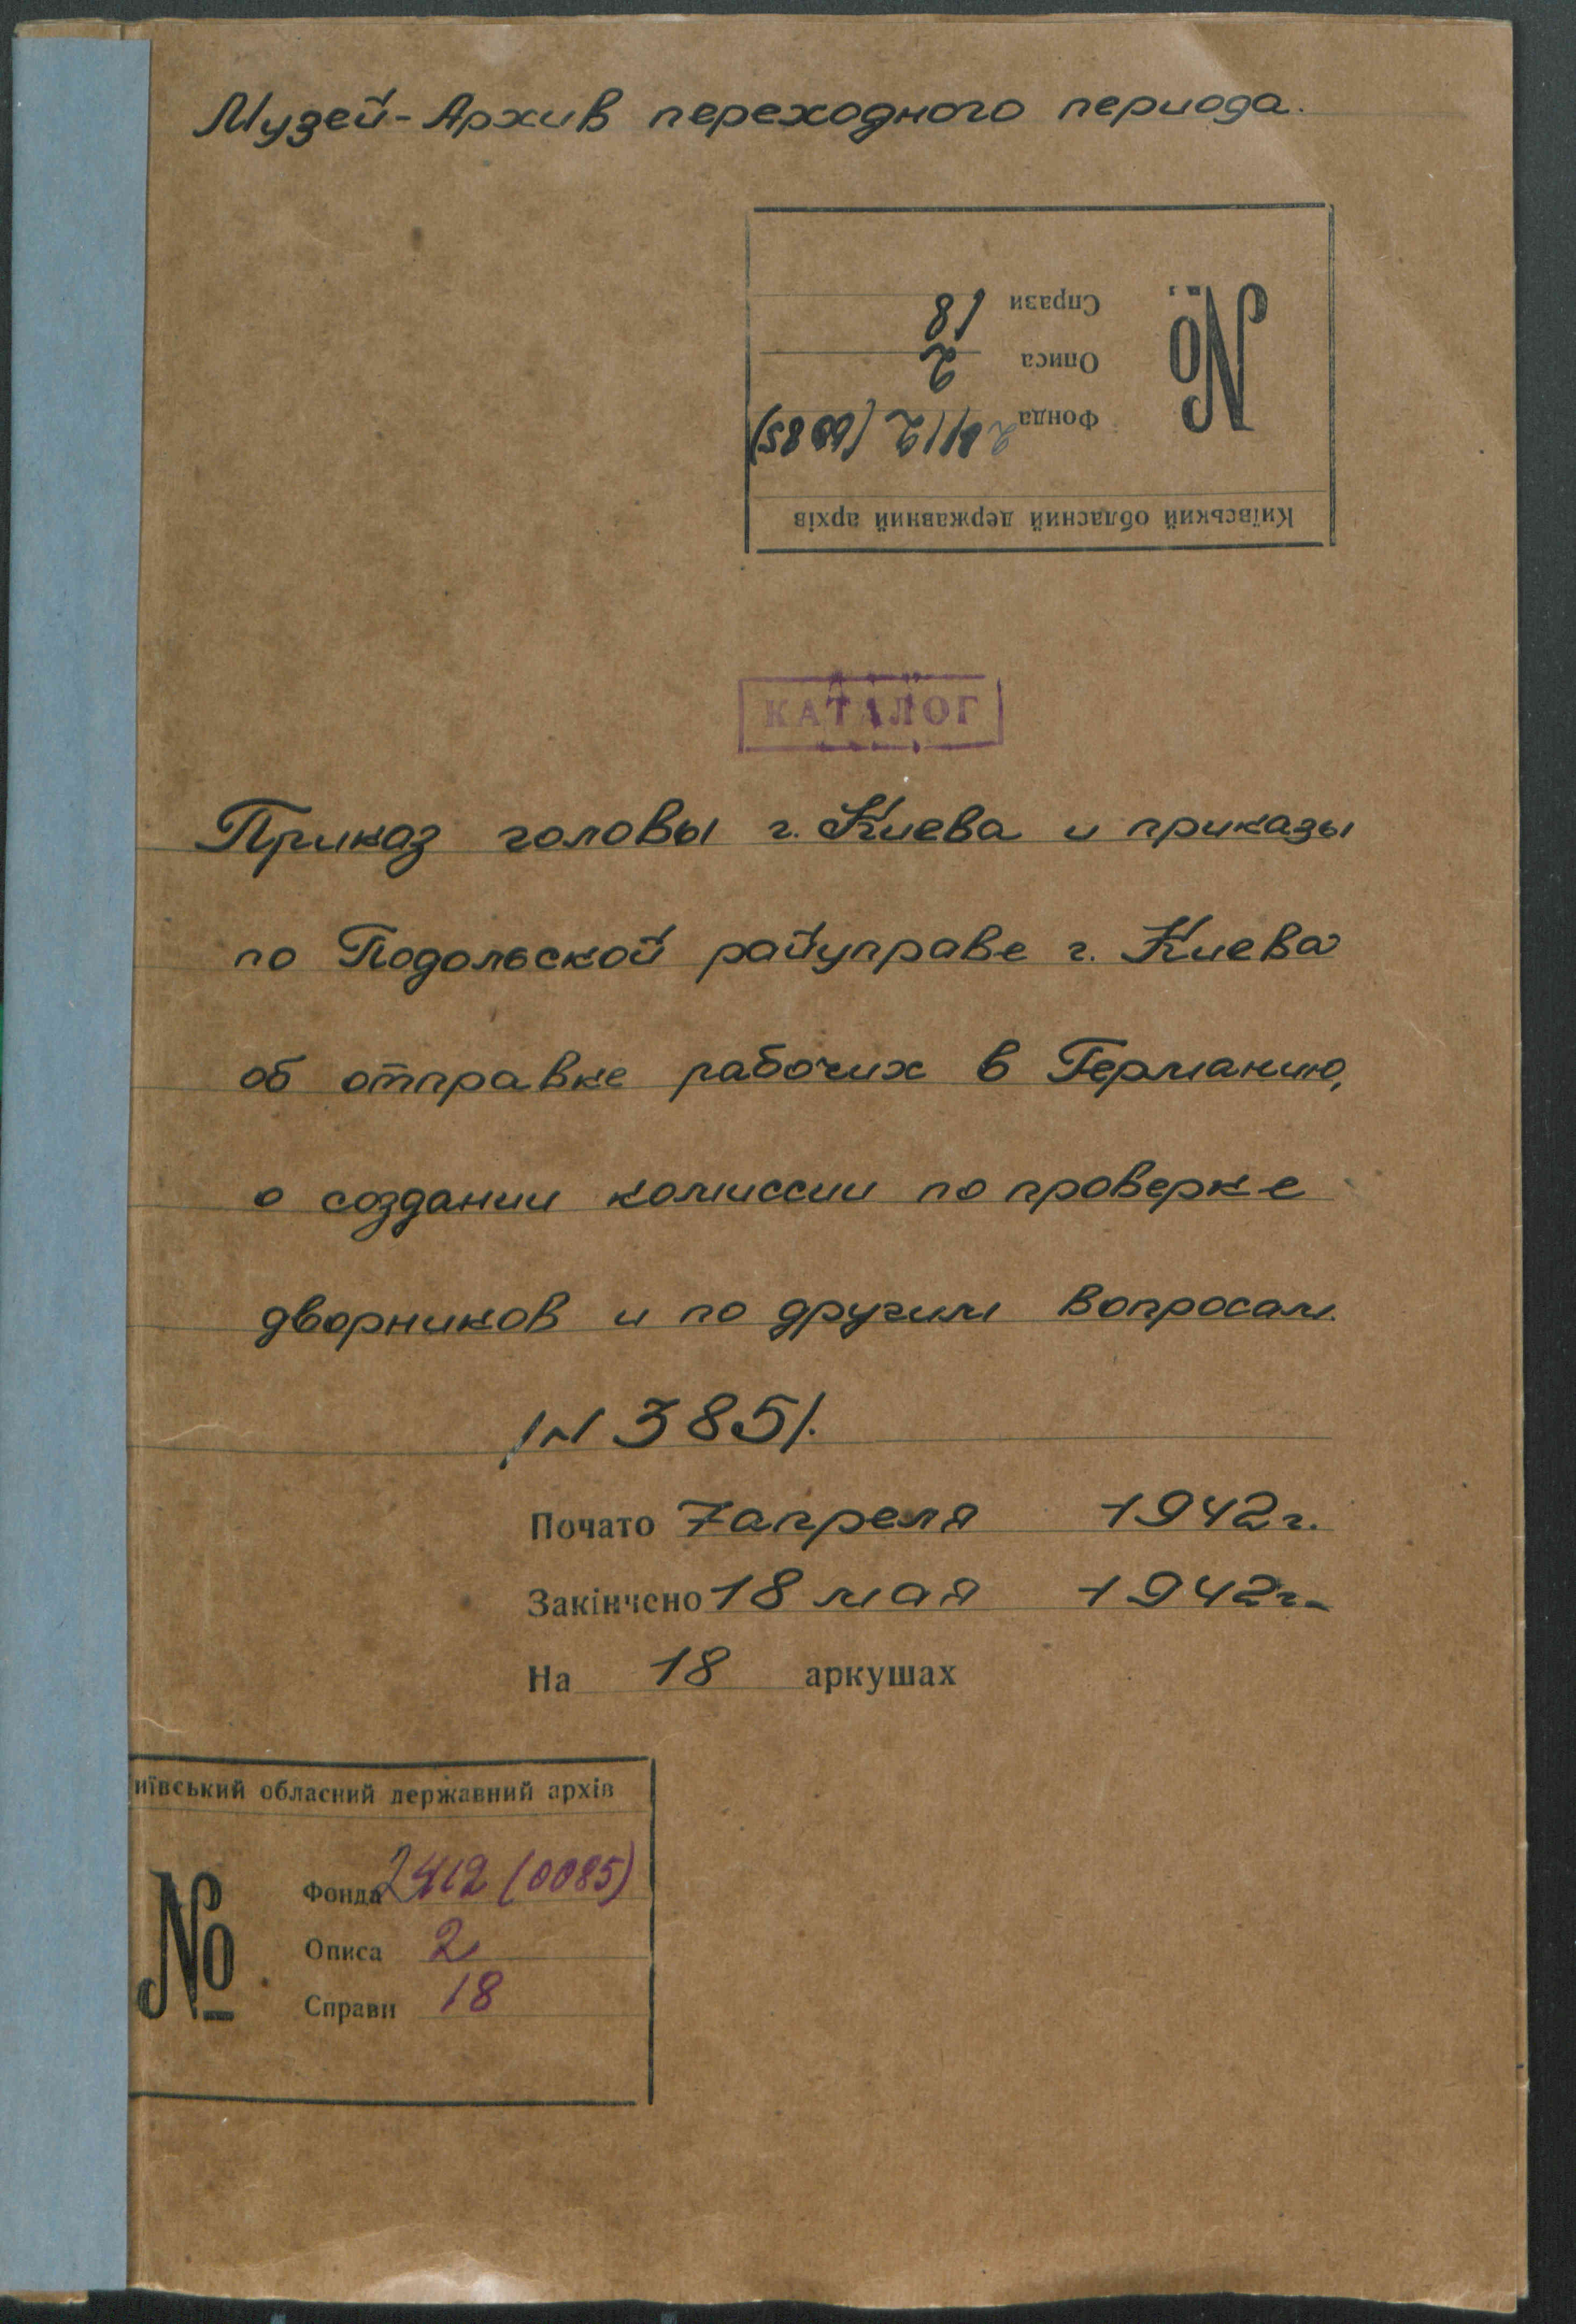 Музей-Архив переходного периода.
Київський обласний державний архів
№
Фонда 2412 (0085)
Описа 2
Справи 18
КАТАЛОГ
Приказ головы г. Киева и приказы
по Подольской райуправе г. Киева
об отправке рабочих в Германию,
о создании комиссии по проверке
дворников и по другим вопросам.
/N 385/.
Почато 7 апреля 1942 г.
Закінчено 18 мая 1942 г.
На 18 аркушах
иївський обласний державний архів
№
Фонда 2412 (0085)
Описа 2
Справи 18